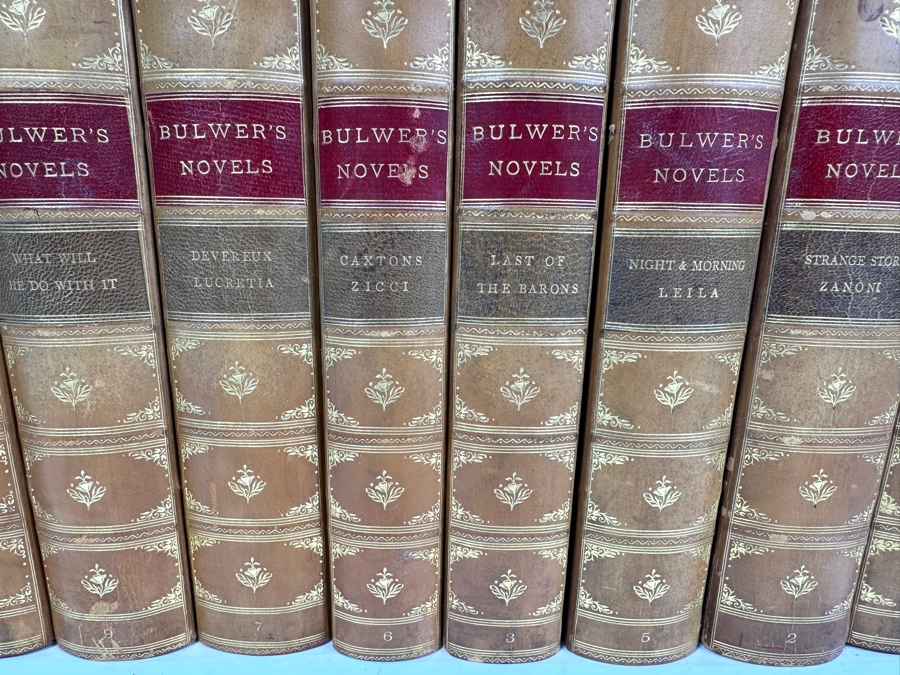 BULWER'S
NOVELS
WHAT WILL
HE DO WITH IT
8
BULWER'S
NOVELS
DEVEREUX
LUCRETIA
7
BULWER'S
NOVELS
CAXTONS
ZICCI
6
BULWER'S
NOVELS
LAST OF
THE BARONS
3
BULWER'S
NOVELS
NIGHT & MORNING
LEILA
5
BULWE
NOVEL
STRANGE STOR
ZANONI
2